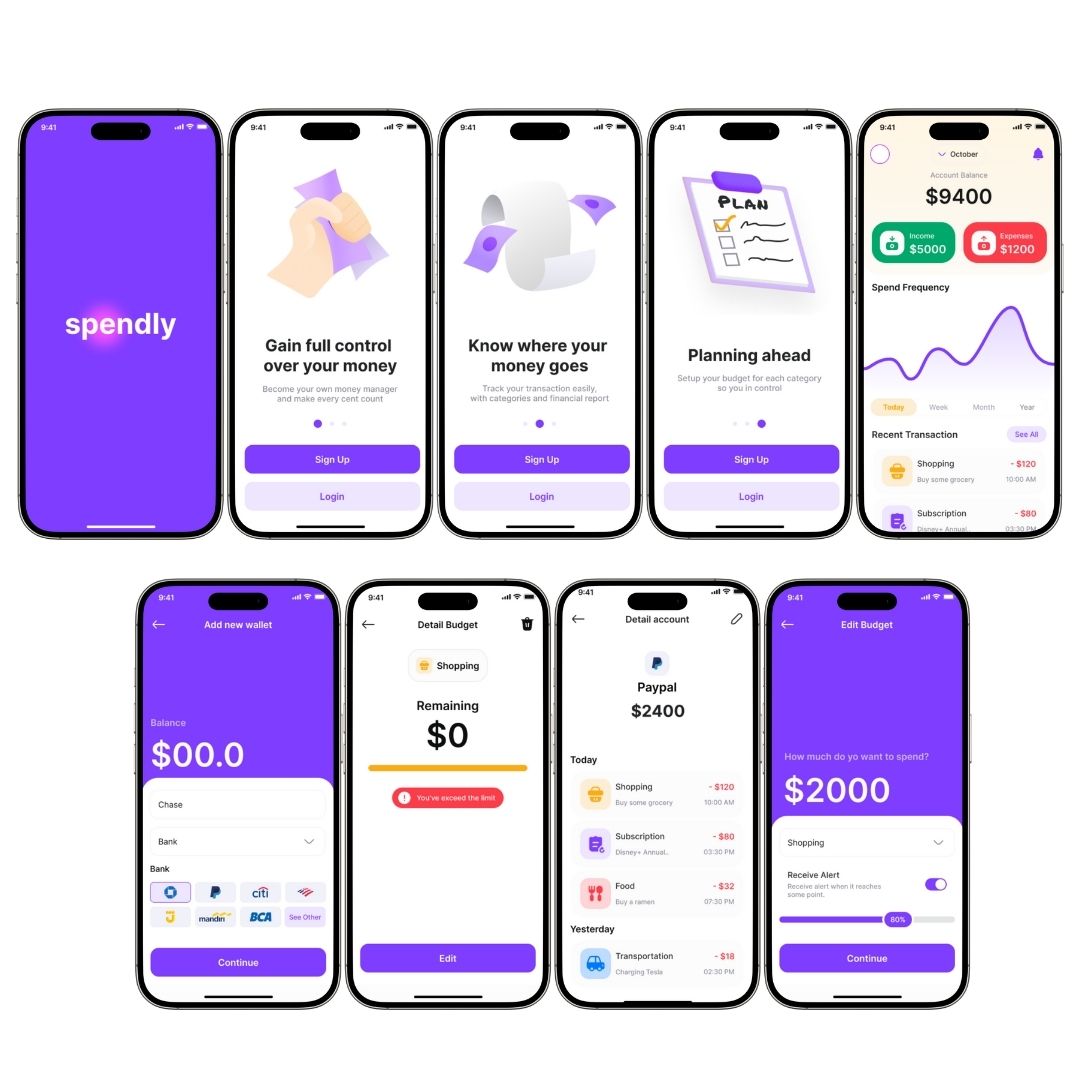 9:41
spendly
9:41
Gain full control
over your money
Become your own money manager
and make every cent count
Sign Up
Login
9:41
Know where your
money goes
Track your transaction easily,
with categories and financial report
Sign Up
Login
9:41
PLAN
Planning ahead
Setup your budget for each category
so you in control
Sign Up
Login
9:41
October
Account Balance
$9400
Income
$5000
Expenses
$1200
Spend Frequency
Today Week Month Year
Recent Transaction See All
Shopping - $120
Buy some grocery 10:00 AM
Subscription - $80
Disney+ Annual.. 03:30 PM
9:41
Add new wallet
Balance
$00.0
Chase
Bank
Bank
citi
mandiri BCA See Other
Continue
9:41
Detail Budget
Shopping
Remaining
$0
You've exceed the limit
Edit
9:41
Detail account
Paypal
$2400
Today
Shopping - $120
Buy some grocery 10:00 AM
Subscription - $80
Disney+ Annual.. 03:30 PM
Food - $32
Buy a ramen 07:30 PM
Yesterday
Transportation - $18
Charging Tesla 02:30 PM
9:41
Edit Budget
How much do yo want to spend?
$2000
Shopping
Receive Alert
Receive alert when it reaches
some point.
80%
Continue